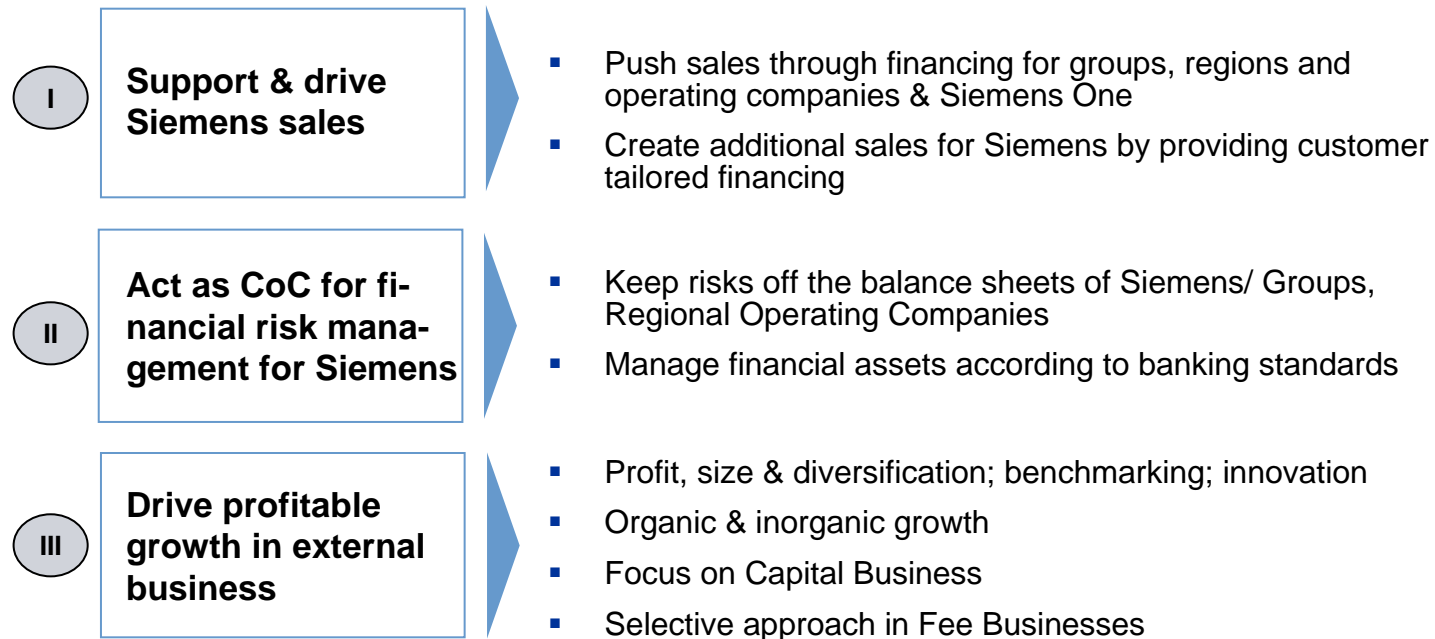 I
Support & drive
Siemens sales
▪ Push sales through financing for groups, regions and
operating companies & Siemens One
▪ Create additional sales for Siemens by providing customer
tailored financing
II
Act as CoC for fi-
nancial risk mana-
gement for Siemens
▪ Keep risks off the balance sheets of Siemens/ Groups,
Regional Operating Companies
▪ Manage financial assets according to banking standards
III
Drive profitable
growth in external
business
▪ Profit, size & diversification; benchmarking; innovation
▪ Organic & inorganic growth
▪ Focus on Capital Business
▪ Selective approach in Fee Businesses